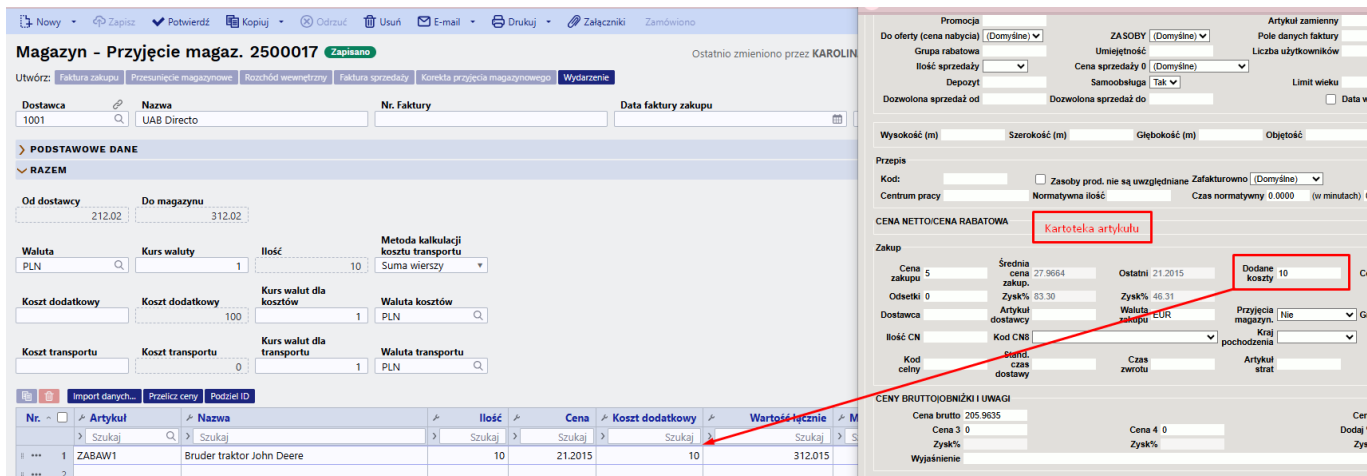 Nowy Zapisz Potwierdź Kopiuj Odrzuć Usuń E-mail Drukuj Załączniki Zamówiono
Magazyn - Przyjęcie magaz. 2500017 Zapisano Ostatnio zmieniono przez KAROLIN
Utwórz: Faktura zakupu Przesunięcie magazynowe Rozchód wewnętrzny Faktura sprzedaży Korekta przyjęcia magazynowego Wydarzenie
Dostawca Nazwa Nr. Faktury Data faktury zakupu
1001 UAB Directo
PODSTAWOWE DANE
RAZEM
Od dostawcy Do magazynu
212.02 312.02
Waluta Kurs waluty Ilość Metoda kalkulacji kosztu transportu
PLN 1 10 Suma wierszy
Koszt dodatkowy Koszt dodatkowy Kurs walut dla kosztów Waluta kosztów
100 1 PLN
Koszt transportu Koszt transportu Kurs walut dla transportu Waluta transportu
0 1 PLN
Import danych... Przelicz ceny Podziel ID
Nr. Artykuł Nazwa Ilość Cena Koszt dodatkowy Wartość łącznie M
Szukaj Szukaj Szukaj Szukaj Szukaj Szukaj S
1 ZABAW1 Bruder traktor John Deere 10 21.2015 10 312.015
2
Promocja Artykuł zamienny
Do oferty (cena nabycia) (Domyślne) ZASOBY (Domyślne) Pole danych faktury
Grupa rabatowa Umiejętność Liczba użytkowników
Ilość sprzedaży Cena sprzedaży 0 (Domyślne)
Depozyt Samoobsługa Tak Limit wieku
Dozwolona sprzedaż od Dozwolona sprzedaż do Data w
Wysokość (m) Szerokość (m) Głębokość (m) Objętość
Przepis
Kod: Zasoby prod. nie są uwzględniane Zafakturowno (Domyślne)
Centrum pracy Normatywna ilość Czas normatywny 0.0000 (w minutach)
CENA NETTO/CENA RABATOWA
Kartoteka artykułu
Zakup
Cena zakupu 5 Średnia cena zakup. 27.9664 Ostatni 21.2015 Dodane koszty 10
Odsetki 0 Zysk% 83.30 Zysk% 46.31
Dostawca Artykuł dostawcy Waluta zakupu EUR Przyjęcia magazyn. Nie
Ilość CN Kod CN8 Kraj pochodzenia
Kod celny Stand. czas dostawy Czas zwrotu Artykuł strat
CENY BRUTTO|OBNIŻKI I UWAGI
Cena brutto 205.9635 Cen
Cena 3 0 Cena 4 0 Dodaj
Zysk% Zysk% Zys
Wyjaśnienie